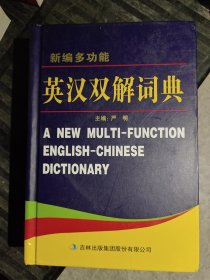 新编多功能
英汉双解词典
主编：严 明
A NEW MULTI-FUNCTION
ENGLISH-CHINESE
DICTIONARY
吉林出版集团股份有限公司